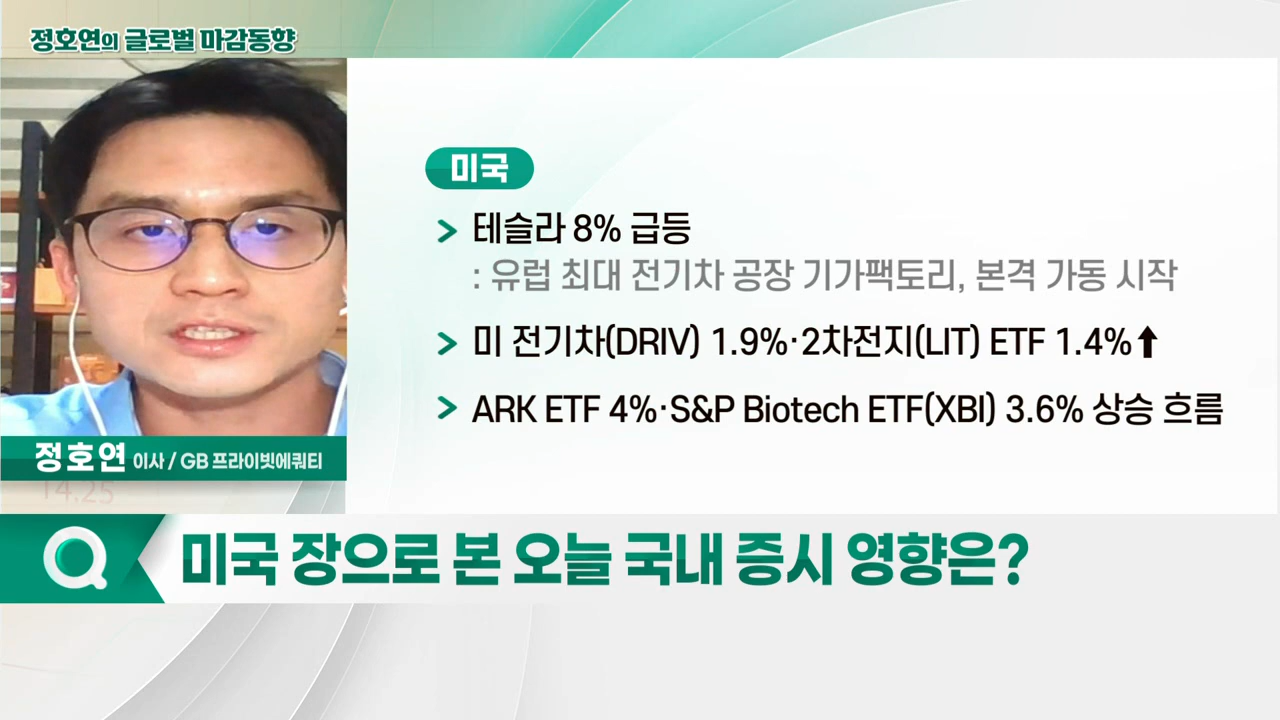 정호연의 글로벌 마감동향
미국
테슬라 8% 급등
: 유럽 최대 전기차 공장 기가팩토리, 본격 가동 시작
미 전기차(DRIV) 1.9%·2차전지(LIT) ETF 1.4%⬆
ARK ETF 4%·S&P Biotech ETF(XBI) 3.6% 상승 흐름
정호연 이사 / GB 프라이빗에쿼티
14.25
Q 미국 장으로 본 오늘 국내 증시 영향은?